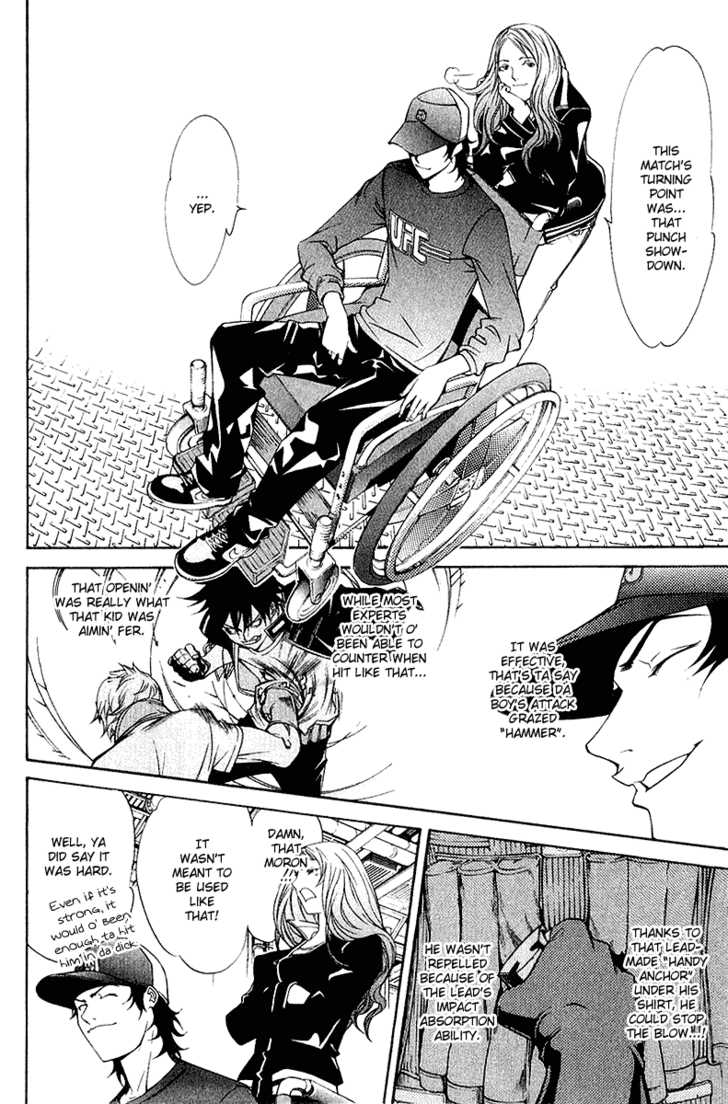 THIS
MATCH'S
TURNING
POINT
WAS...
THAT
PUNCH
SHOW-
DOWN.
...
YEP.
UFC
IT WAS
EFFECTIVE,
THAT'S TA SAY
BECAUSE DA
BOY'S ATTACK
GRAZED
"HAMMER".
WHILE MOST
EXPERTS
WOULDN'T O'
BEEN ABLE TO
COUNTER WHEN
HIT LIKE THAT...
THAT OPENIN'
WAS REALLY WHAT
THAT KID WAS
AIMIN' FER.
THANKS TO
THAT LEAD-
MADE "HANDY
ANCHOR"
UNDER HIS
SHIRT, HE
COULD STOP
THE BLOW...!
HE WASN'T
REPELLED
BECAUSE OF
THE LEAD'S
IMPACT
ABSORPTION
ABILITY.
DAMN,
THAT
MORON
...!
IT
WASN'T
MEANT TO
BE USED
LIKE
THAT!
WELL, YA
DID SAY IT
WAS HARD.
Even if it's
strong, it
would o' been
enough ta hit
him in da dick